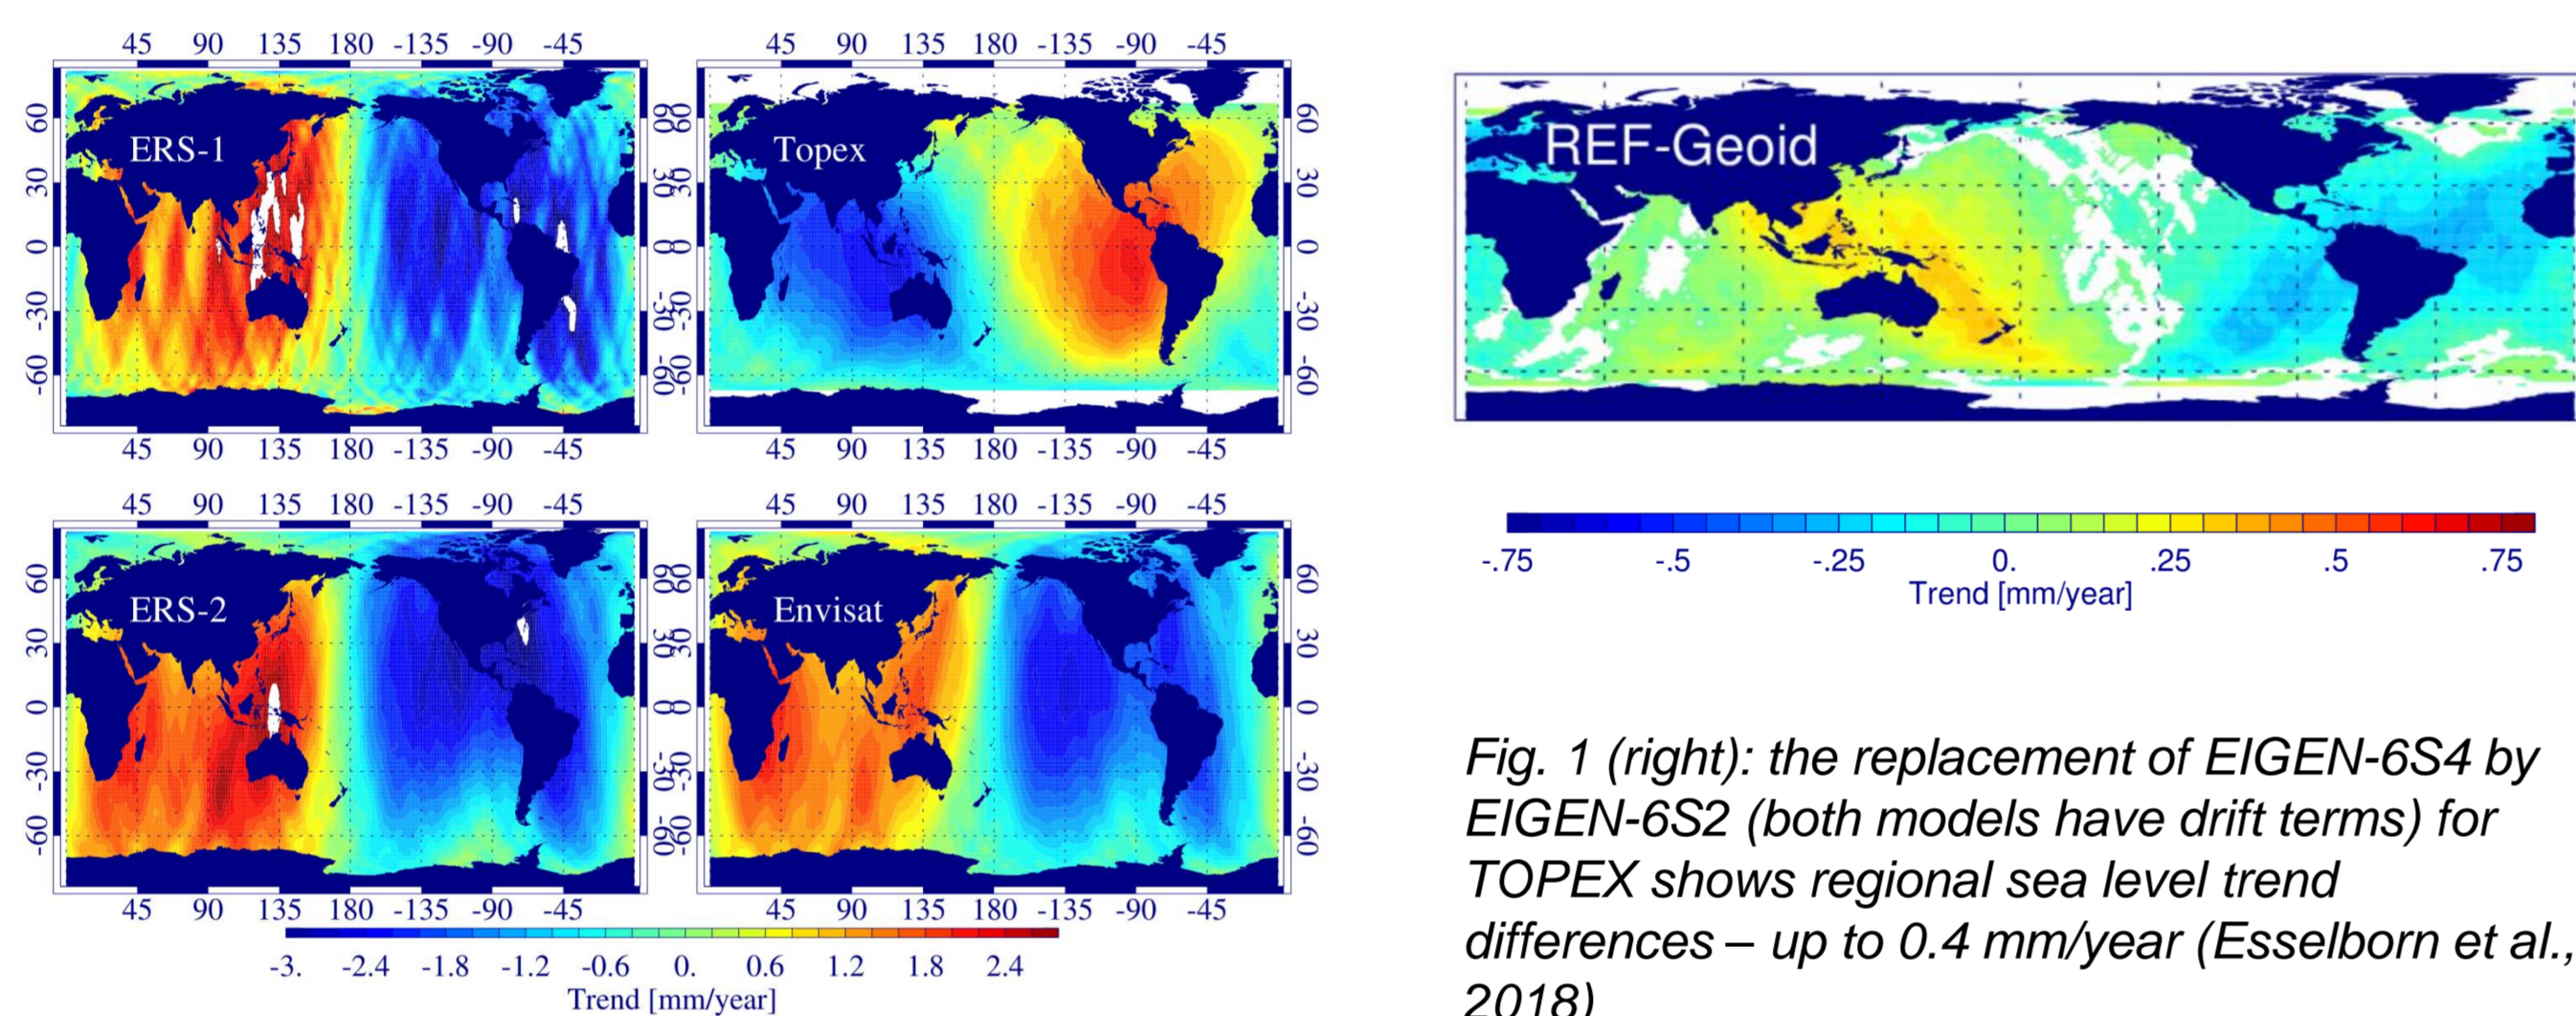 45 90 135 180 -135 -90 -45
45 90 135 180 -135 -90 -45
60 30 0 -30 -60
ERS-1
Topex
60 30 0 -30 -60
45 90 135 180 -135 -90 -45
45 90 135 180 -135 -90 -45
45 90 135 180 -135 -90 -45
45 90 135 180 -135 -90 -45
60 30 0 -30 -60
ERS-2
Envisat
60 30 0 -30 -60
45 90 135 180 -135 -90 -45
45 90 135 180 -135 -90 -45
-3. -2.4 -1.8 -1.2 -0.6 0. 0.6 1.2 1.8 2.4
Trend [mm/year]
REF-Geoid
-.75 -.5 -.25 0. .25 .5 .75
Trend [mm/year]
Fig. 1 (right): the replacement of EIGEN-6S4 by
EIGEN-6S2 (both models have drift terms) for
TOPEX shows regional sea level trend
differences – up to 0.4 mm/year (Esselborn et al.,
2018)